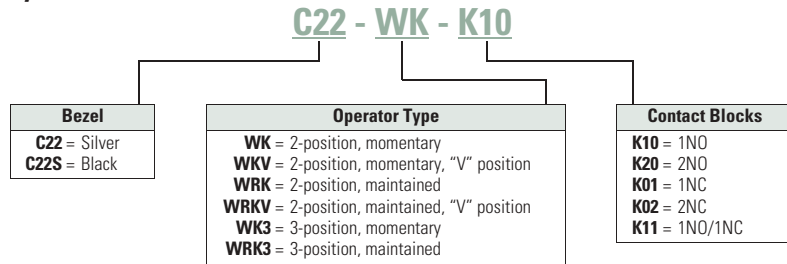 C22 - WK - K10
Bezel
C22 = Silver
C22S = Black
Operator Type
WK = 2-position, momentary
WKV = 2-position, momentary, “V” position
WRK = 2-position, maintained
WRKV = 2-position, maintained, “V” position
WK3 = 3-position, momentary
WRK3 = 3-position, maintained
Contact Blocks
K10 = 1NO
K20 = 2NO
K01 = 1NC
K02 = 2NC
K11 = 1NO/1NC